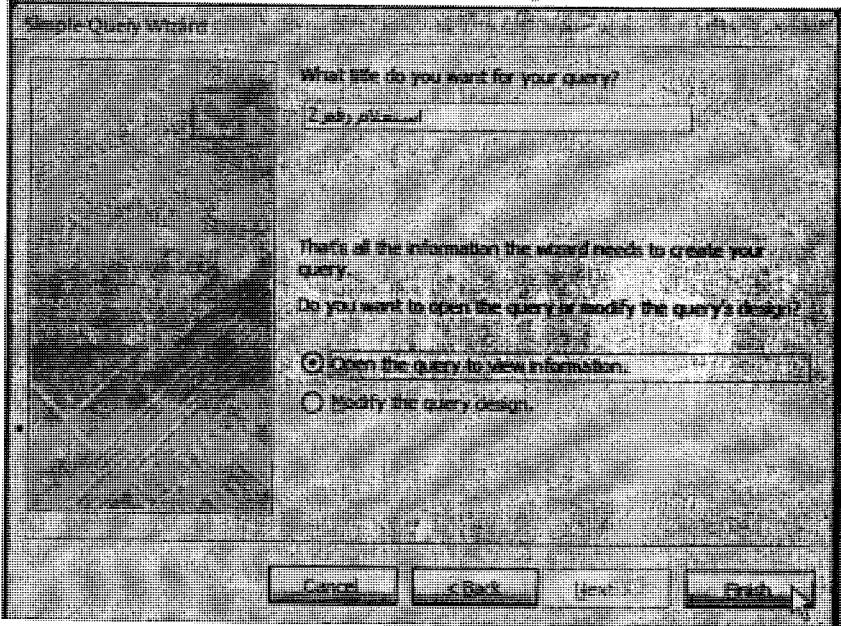 Simple Query Wizard
What title do you want for your query?
استعلام رقم 2
That's all the information the wizard needs to create your
query.
Do you want to open the query or modify the query's design?
Open the query to view information.
Modify the query design.
Cancel
< Back
Next >
Finish